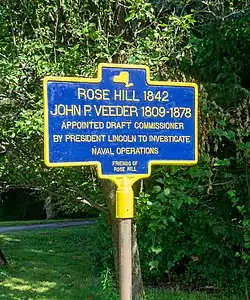 ROSE HILL 1842
JOHN P. VEEDER 1809-1878
APPOINTED DRAFT COMMISSIONER
BY PRESIDENT LINCOLN TO INVESTIGATE
NAVAL OPERATIONS
FRIENDS OF
ROSE HILL